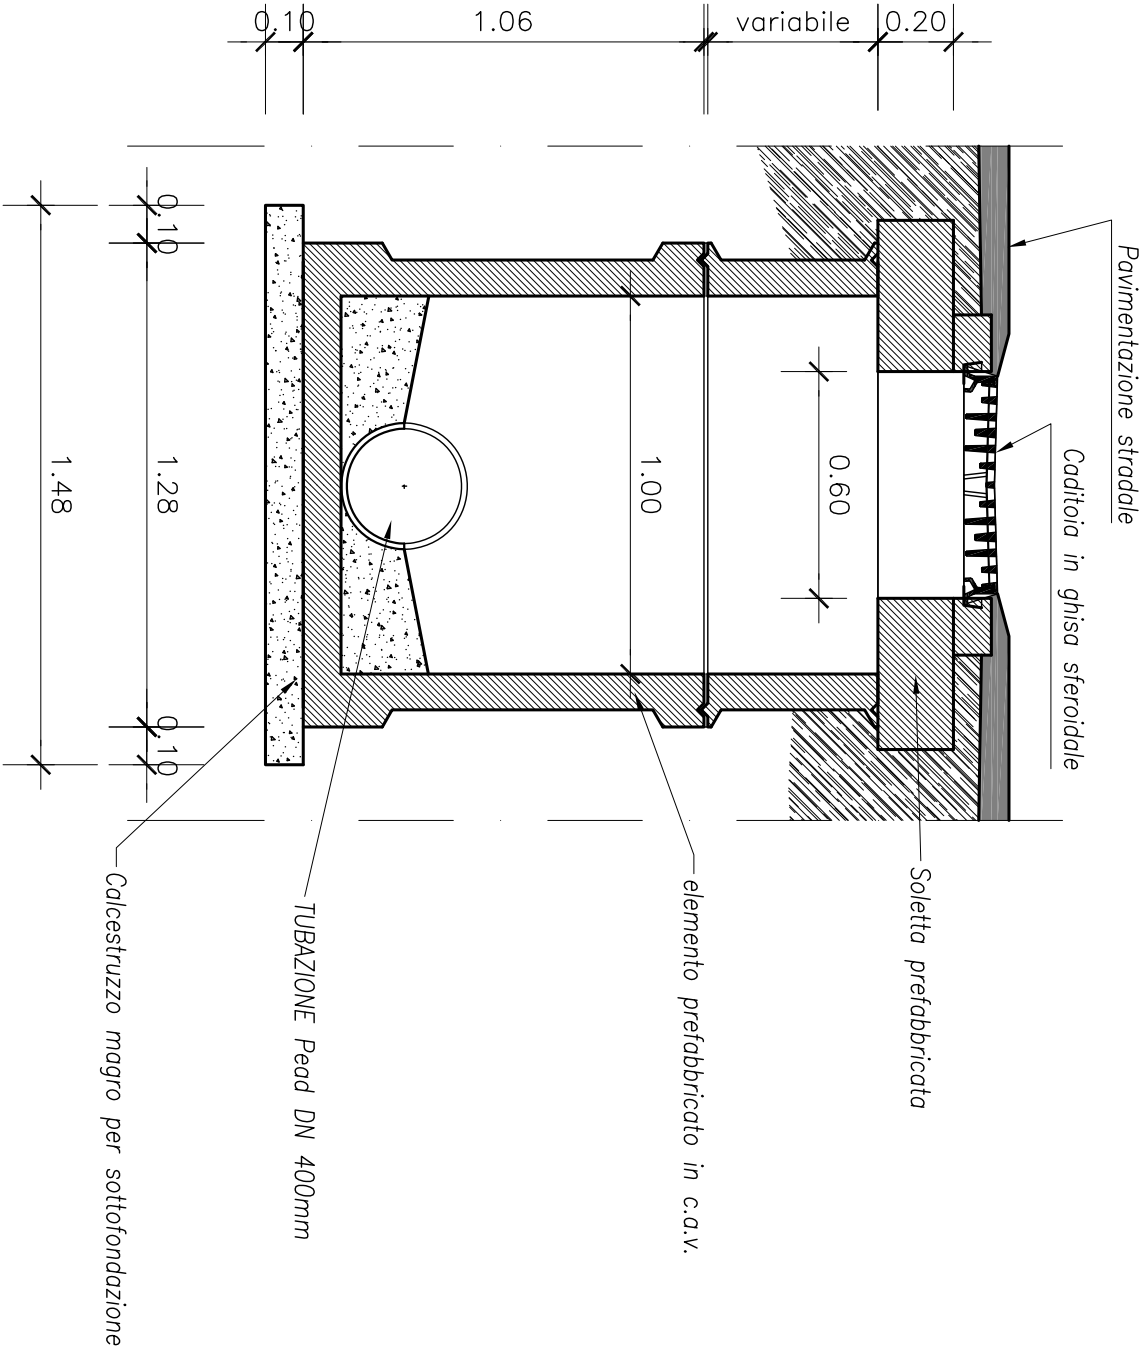 0.10
1.06
variabile
0.20
Pavimentazione stradale
Caditoia in ghisa sferoidale
0.60
1.00
0.10
1.28
0.10
1.48
Soletta prefabbricata
elemento prefabbricato in c.a.v.
TUBAZIONE Pead DN 400mm
Calcestruzzo magro per sottofondazione